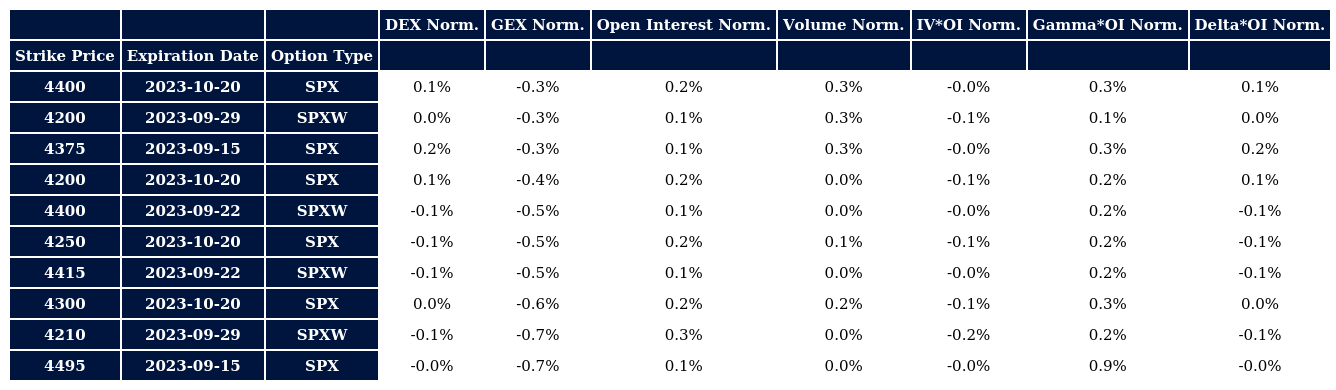 DEX Norm. GEX Norm. Open Interest Norm. Volume Norm. IV*OI Norm. Gamma*OI Norm. Delta*OI Norm.
Strike Price Expiration Date Option Type
4400 2023-10-20 SPX 0.1% -0.3% 0.2% 0.3% -0.0% 0.3% 0.1%
4200 2023-09-29 SPXW 0.0% -0.3% 0.1% 0.3% -0.1% 0.1% 0.0%
4375 2023-09-15 SPX 0.2% -0.3% 0.1% 0.3% -0.0% 0.3% 0.2%
4200 2023-10-20 SPX 0.1% -0.4% 0.2% 0.0% -0.1% 0.2% 0.1%
4400 2023-09-22 SPXW -0.1% -0.5% 0.1% 0.0% -0.0% 0.2% -0.1%
4250 2023-10-20 SPX -0.1% -0.5% 0.2% 0.1% -0.1% 0.2% -0.1%
4415 2023-09-22 SPXW -0.1% -0.5% 0.1% 0.0% -0.0% 0.2% -0.1%
4300 2023-10-20 SPX 0.0% -0.6% 0.2% 0.2% -0.1% 0.3% 0.0%
4210 2023-09-29 SPXW -0.1% -0.7% 0.3% 0.0% -0.2% 0.2% -0.1%
4495 2023-09-15 SPX -0.0% -0.7% 0.1% 0.0% -0.0% 0.9% -0.0%